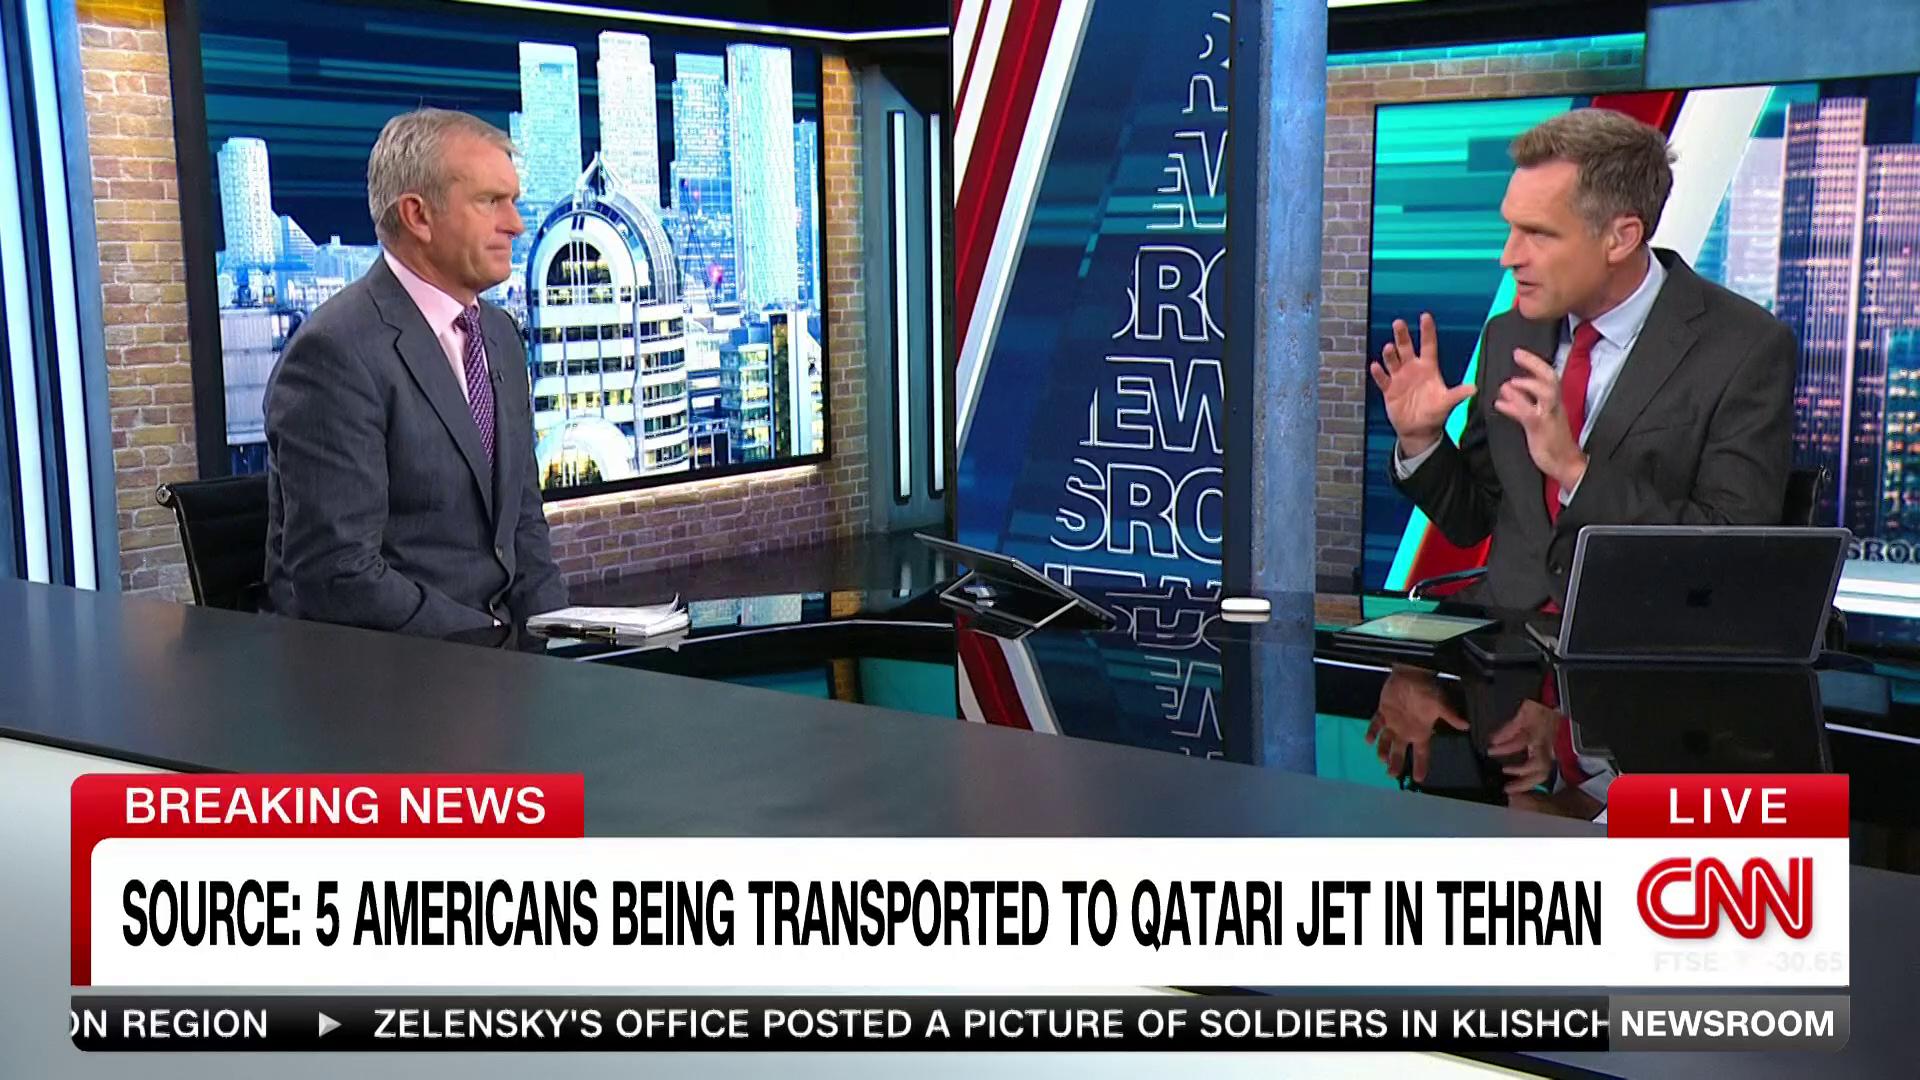 BREAKING NEWS
LIVE
SOURCE: 5 AMERICANS BEING TRANSPORTED TO QATARI JET IN TEHRAN
CNN
FTSE -30.65
ON REGION ► ZELENSKY'S OFFICE POSTED A PICTURE OF SOLDIERS IN KLISHCH
NEWSROOM